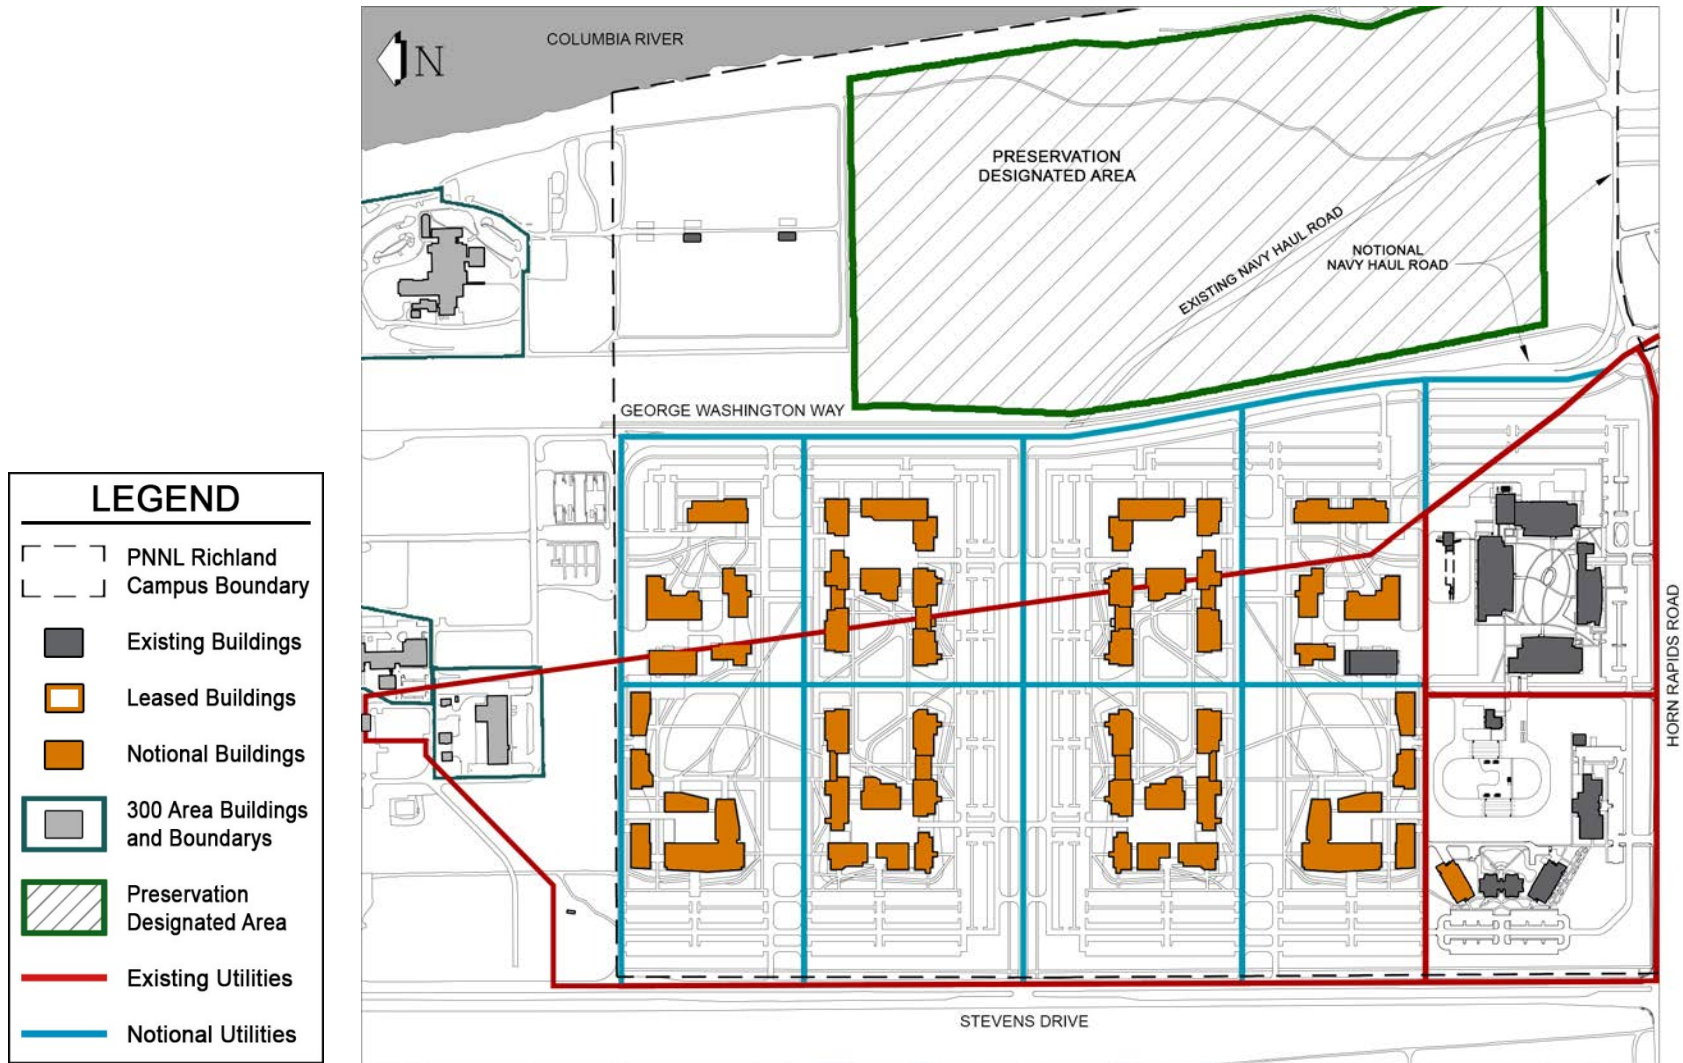 COLUMBIA RIVER
N
PRESERVATION
DESIGNATED AREA
EXISTING NAVY HAUL ROAD
NOTIONAL
NAVY HAUL ROAD
GEORGE WASHINGTON WAY
HORN RAPIDS ROAD
STEVENS DRIVE
LEGEND
PNNL Richland
Campus Boundary
Existing Buildings
Leased Buildings
Notional Buildings
300 Area Buildings
and Boundarys
Preservation
Designated Area
Existing Utilities
Notional Utilities